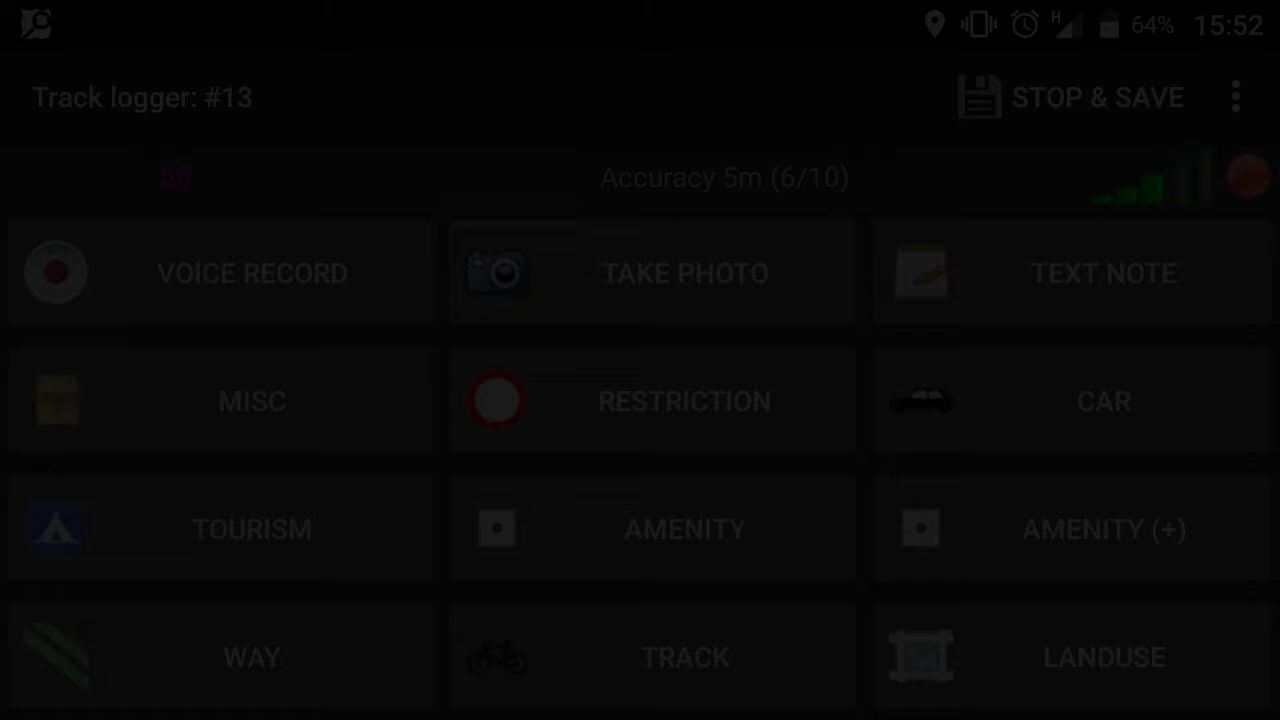 H 64% 15:52
Track logger: #13 STOP & SAVE
Accuracy 5m (6/10)
VOICE RECORD TAKE PHOTO TEXT NOTE
MISC RESTRICTION CAR
TOURISM AMENITY AMENITY (+)
WAY TRACK LANDUSE